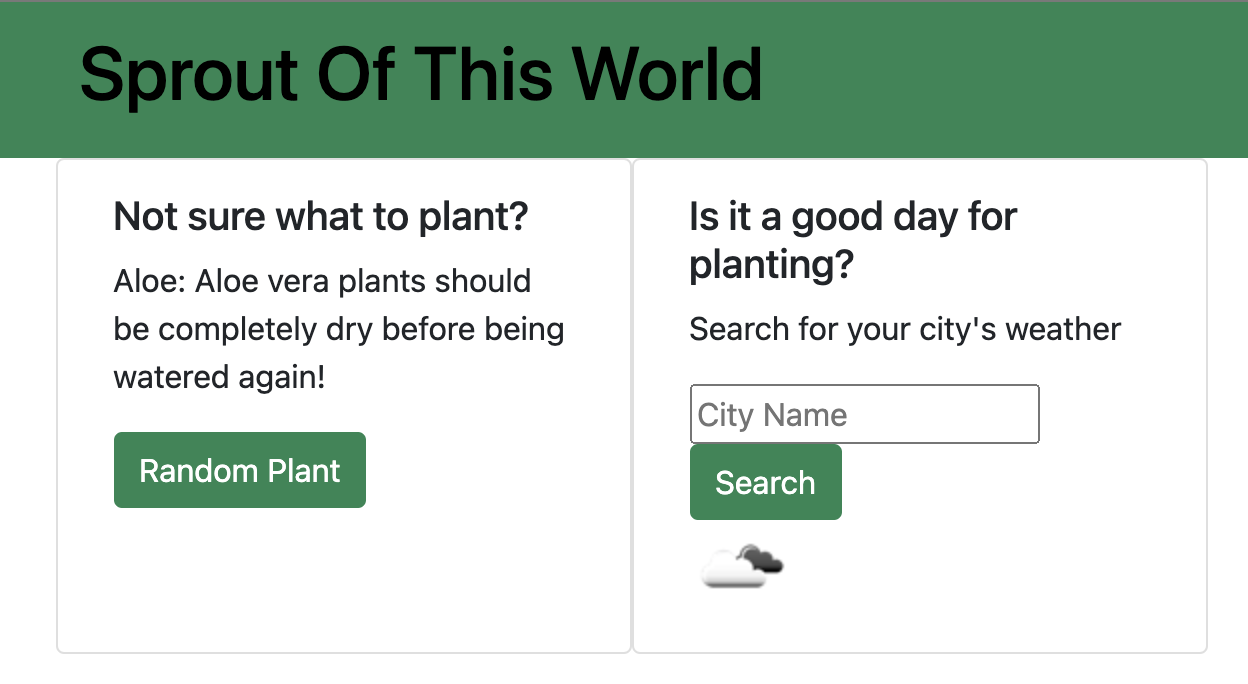 Sprout Of This World
Not sure what to plant?
Aloe: Aloe vera plants should
be completely dry before being
watered again!
Random Plant
Is it a good day for
planting?
Search for your city's weather
City Name
Search